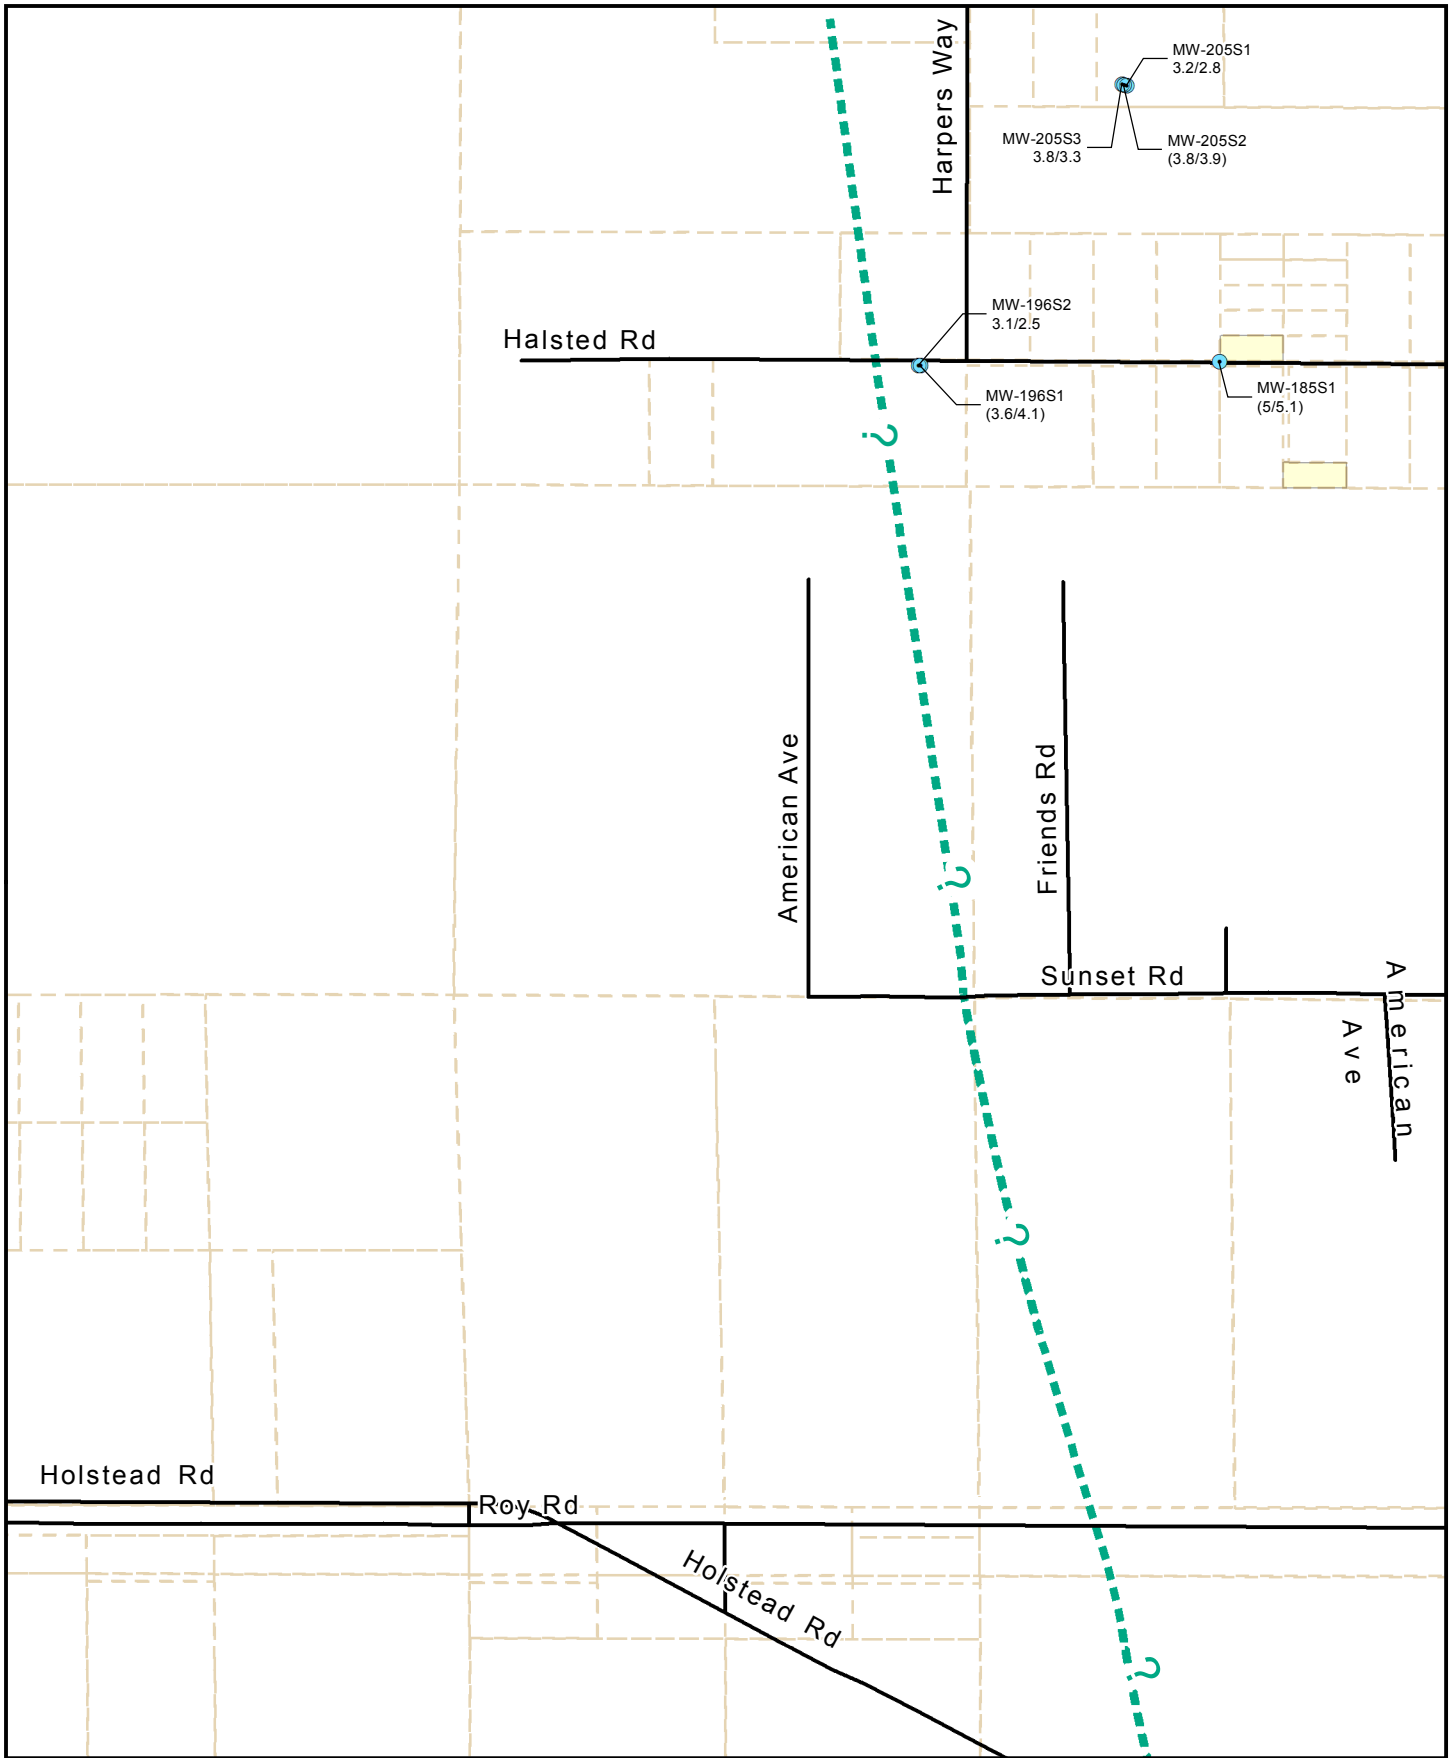 Harpers Way
MW-205S1
3.2/2.8
MW-205S3
3.8/3.3
MW-205S2
(3.8/3.9)
MW-196S2
3.1/2.5
Halsted Rd
MW-196S1
(3.6/4.1)
MW-185S1
(5/5.1)
?
American Ave
Friends Rd
?
Sunset Rd
American
Ave
?
Holstead Rd
Roy Rd
Holstead Rd
?